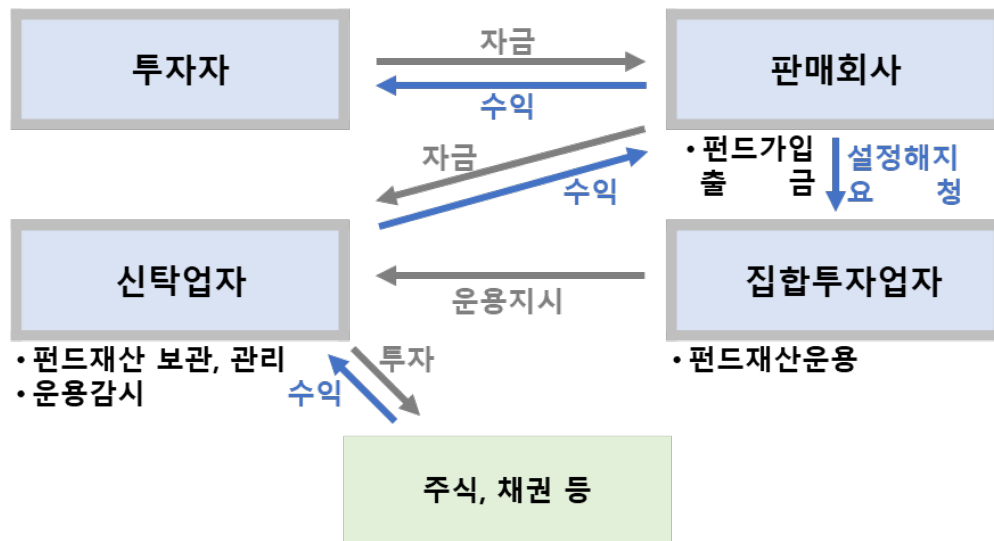 투자자
자금
수익
판매회사
• 펀드가입
출 금
설정해지
요 청
자금
수익
신탁업자
운용지시
집합투자업자
• 펀드재산 보관, 관리
• 운용감시
• 펀드재산운용
투자
수익
주식, 채권 등